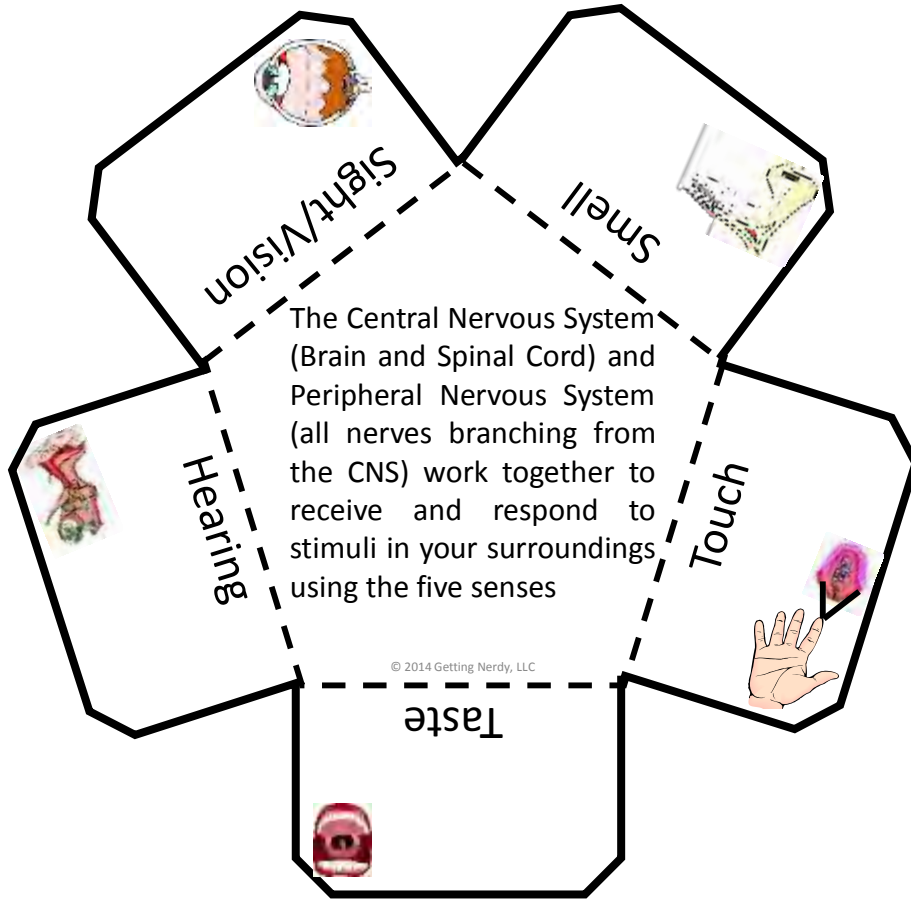 Sight/Vision
Smell
The Central Nervous System
(Brain and Spinal Cord) and
Peripheral Nervous System
(all nerves branching from
the CNS) work together to
receive and respond to
stimuli in your surroundings
using the five senses
Hearing
Touch
© 2014 Getting Nerdy, LLC
Taste